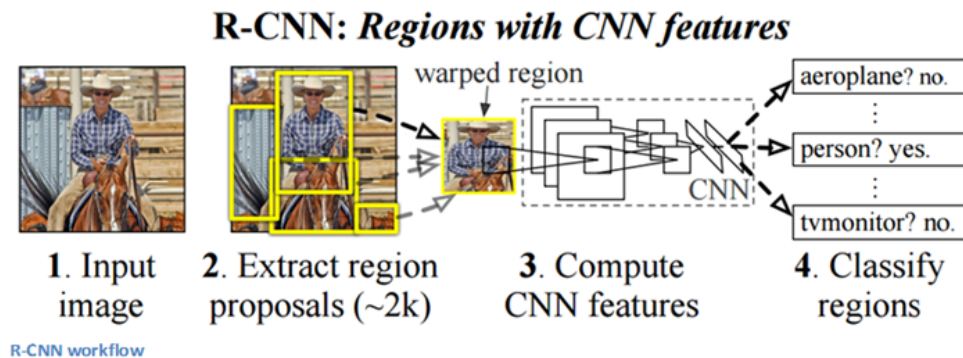 R-CNN: Regions with CNN features
warped region
aeroplane? no.
person? yes.
tvmonitor? no.
CNN
1. Input
image
2. Extract region
proposals (~2k)
3. Compute
CNN features
4. Classify
regions
R-CNN workflow